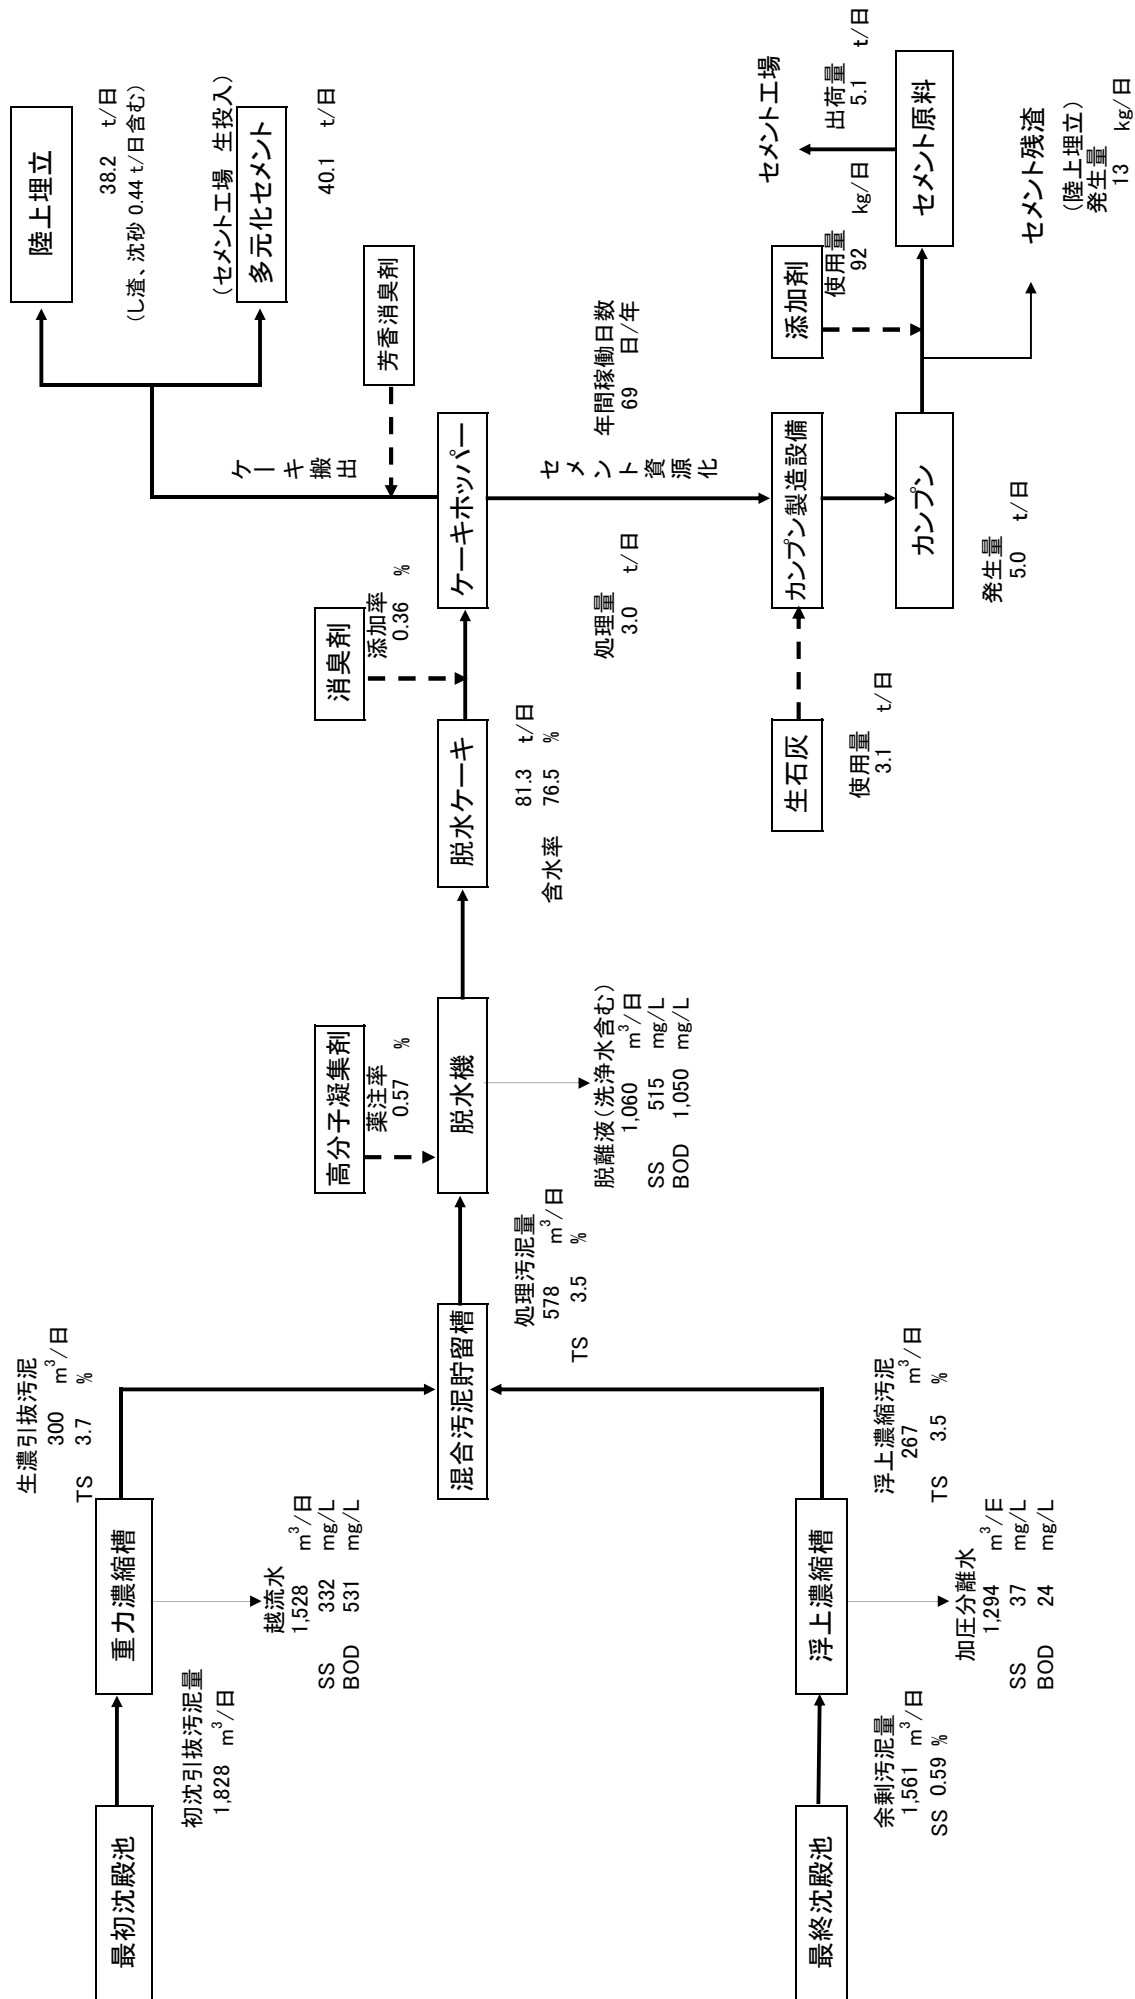 最初沈殿池
初沈引抜汚泥量
1,828 m³/日
重力濃縮槽
越流水
1,528 m³/日
SS 332 mg/L
BOD 531 mg/L
生濃引抜汚泥
300 m³/日
TS 3.7 %
最終沈殿池
余剰汚泥量
1,561 m³/日
SS 0.59 %
浮上濃縮槽
加圧分離水
1,294 m³/E
SS 37 mg/L
BOD 24 mg/L
浮上濃縮汚泥
267 m³/日
TS 3.5 %
混合汚泥貯留槽
処理汚泥量
578 m³/日
TS 3.5 %
高分子凝集剤
薬注率
0.57 %
脱水機
脱離液(洗浄水含む)
1,060 m³/日
SS 515 mg/L
BOD 1,050 mg/L
脱水ケーキ
81.3 t/日
含水率 76.5 %
消臭剤
添加率
0.36 %
ケーキホッパー
芳香消臭剤
ケーキ搬出
陸上埋立
38.2 t/日
(し渣、沈砂 0.44 t/日含む)
(セメント工場 生投入)
多元化セメント
40.1 t/日
セメント資源化
年間稼働日数
69 日/年
処理量
3.0 t/日
生石灰
使用量
3.1 t/日
カンプン製造設備
カンプン
発生量
5.0 t/日
添加剤
使用量
92 kg/日
セメント原料
セメント工場
出荷量
5.1 t/日
セメント残渣
(陸上埋立)
発生量
13 kg/日